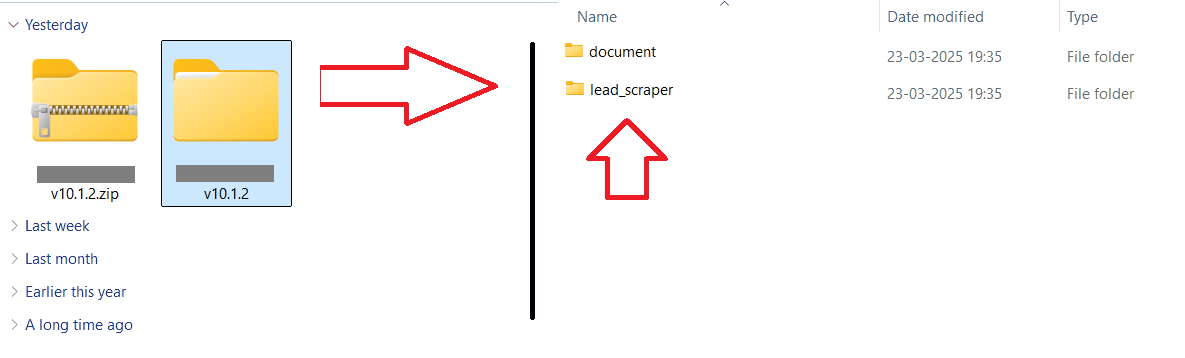 Yesterday
v10.1.2.zip
v10.1.2
Last week
Last month
Earlier this year
A long time ago
Name Date modified Type
document 23-03-2025 19:35 File folder
lead_scraper 23-03-2025 19:35 File folder